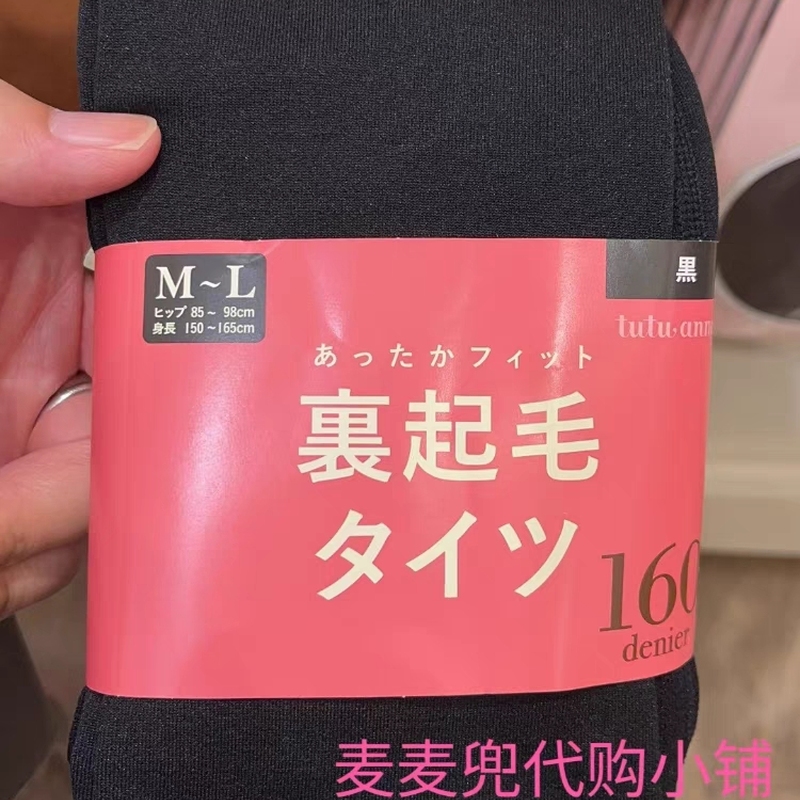 M~L
ヒップ 85～ 98cm
身長 150～165cm
黒
tutu·ann
あったかフィット
裏起毛
タイツ
160
denier
麦麦兜代购小铺